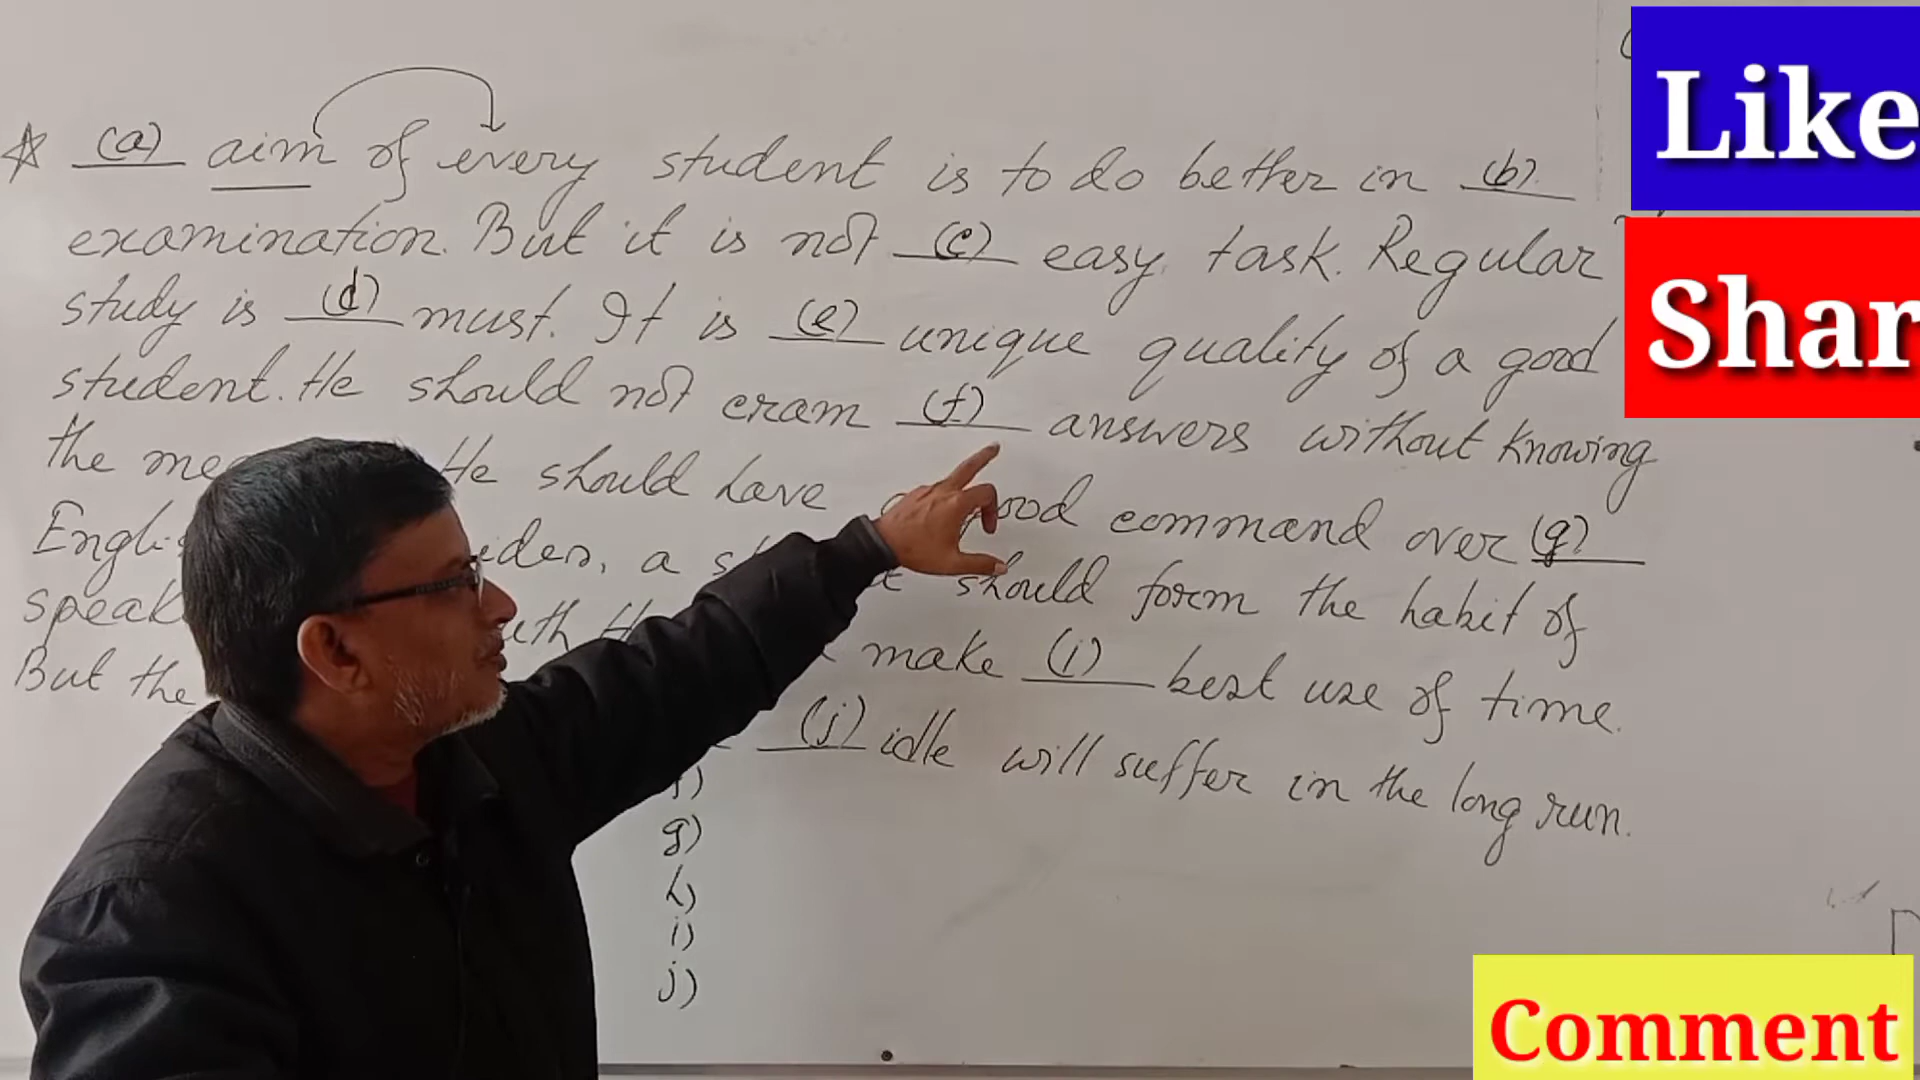 (a) aim of every student is to do better in (b)
examination. But it is not (c) easy task. Regular
study is (d) must. It is (e) unique quality of a good
student. He should not cram (f) answers without knowing
the He should have good command over (g)
a should form the habit of
make (i) best use of time.
But the (j) idle will suffer in the long run.
g)
h)
i)
j)
Like
Shar
Comment